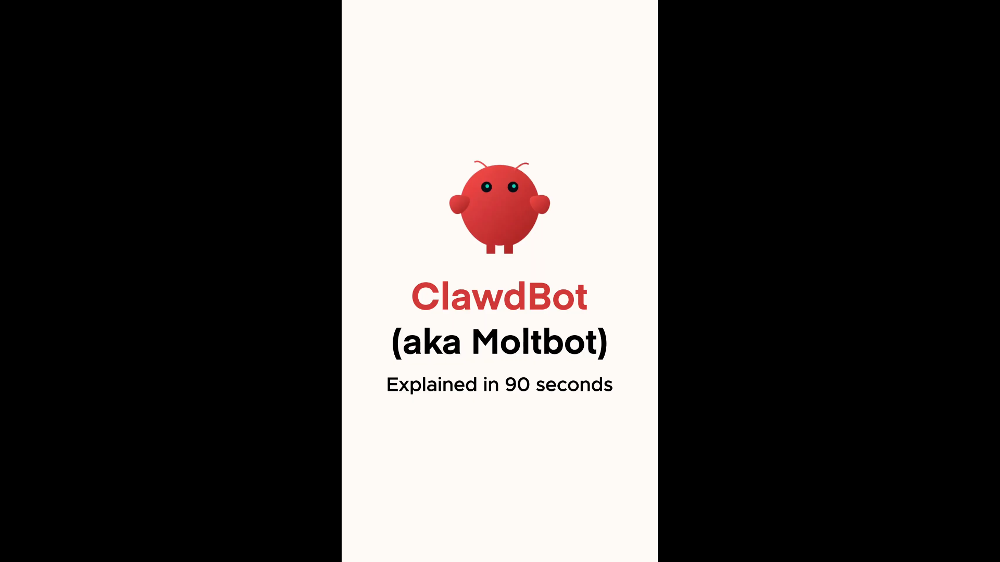 ClawdBot
(aka Moltbot)
Explained in 90 seconds